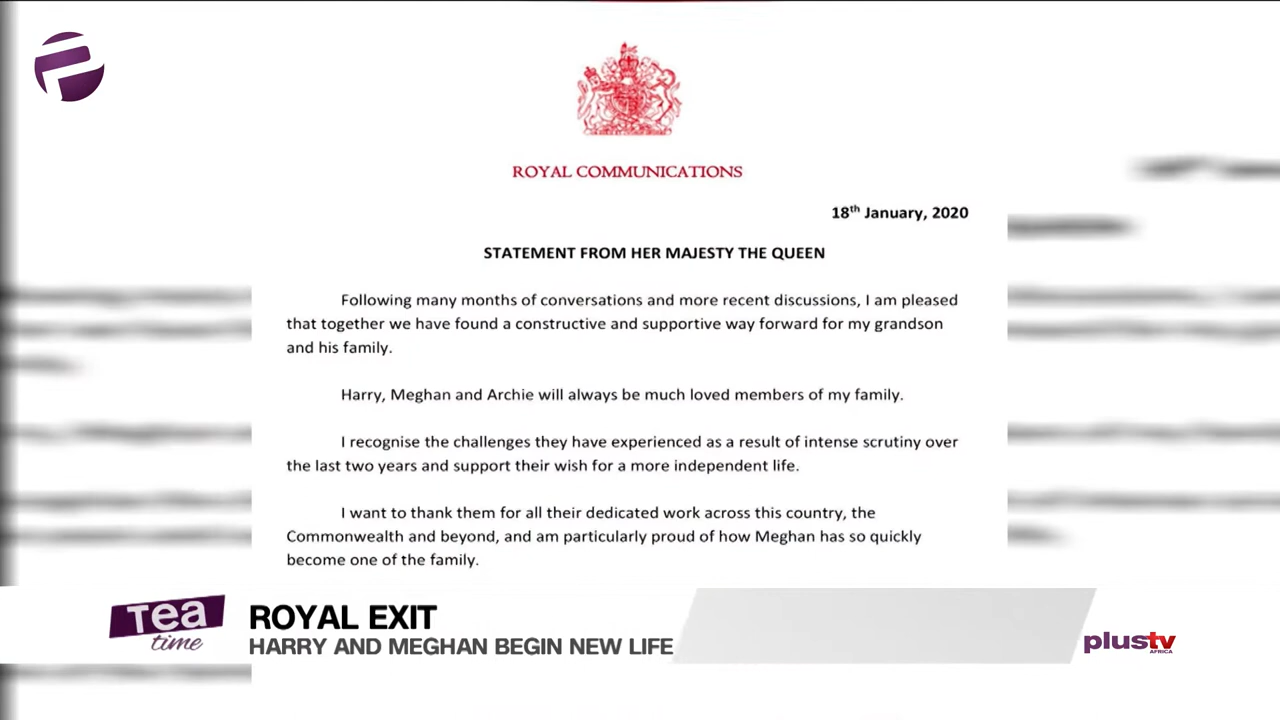 ROYAL COMMUNICATIONS
18th January, 2020
STATEMENT FROM HER MAJESTY THE QUEEN
Following many months of conversations and more recent discussions, I am pleased
that together we have found a constructive and supportive way forward for my grandson
and his family.
Harry, Meghan and Archie will always be much loved members of my family.
I recognise the challenges they have experienced as a result of intense scrutiny over
the last two years and support their wish for a more independent life.
I want to thank them for all their dedicated work across this country, the
Commonwealth and beyond, and am particularly proud of how Meghan has so quickly
become one of the family.
Tea
time
ROYAL EXIT
HARRY AND MEGHAN BEGIN NEW LIFE
plustv
AFRICA